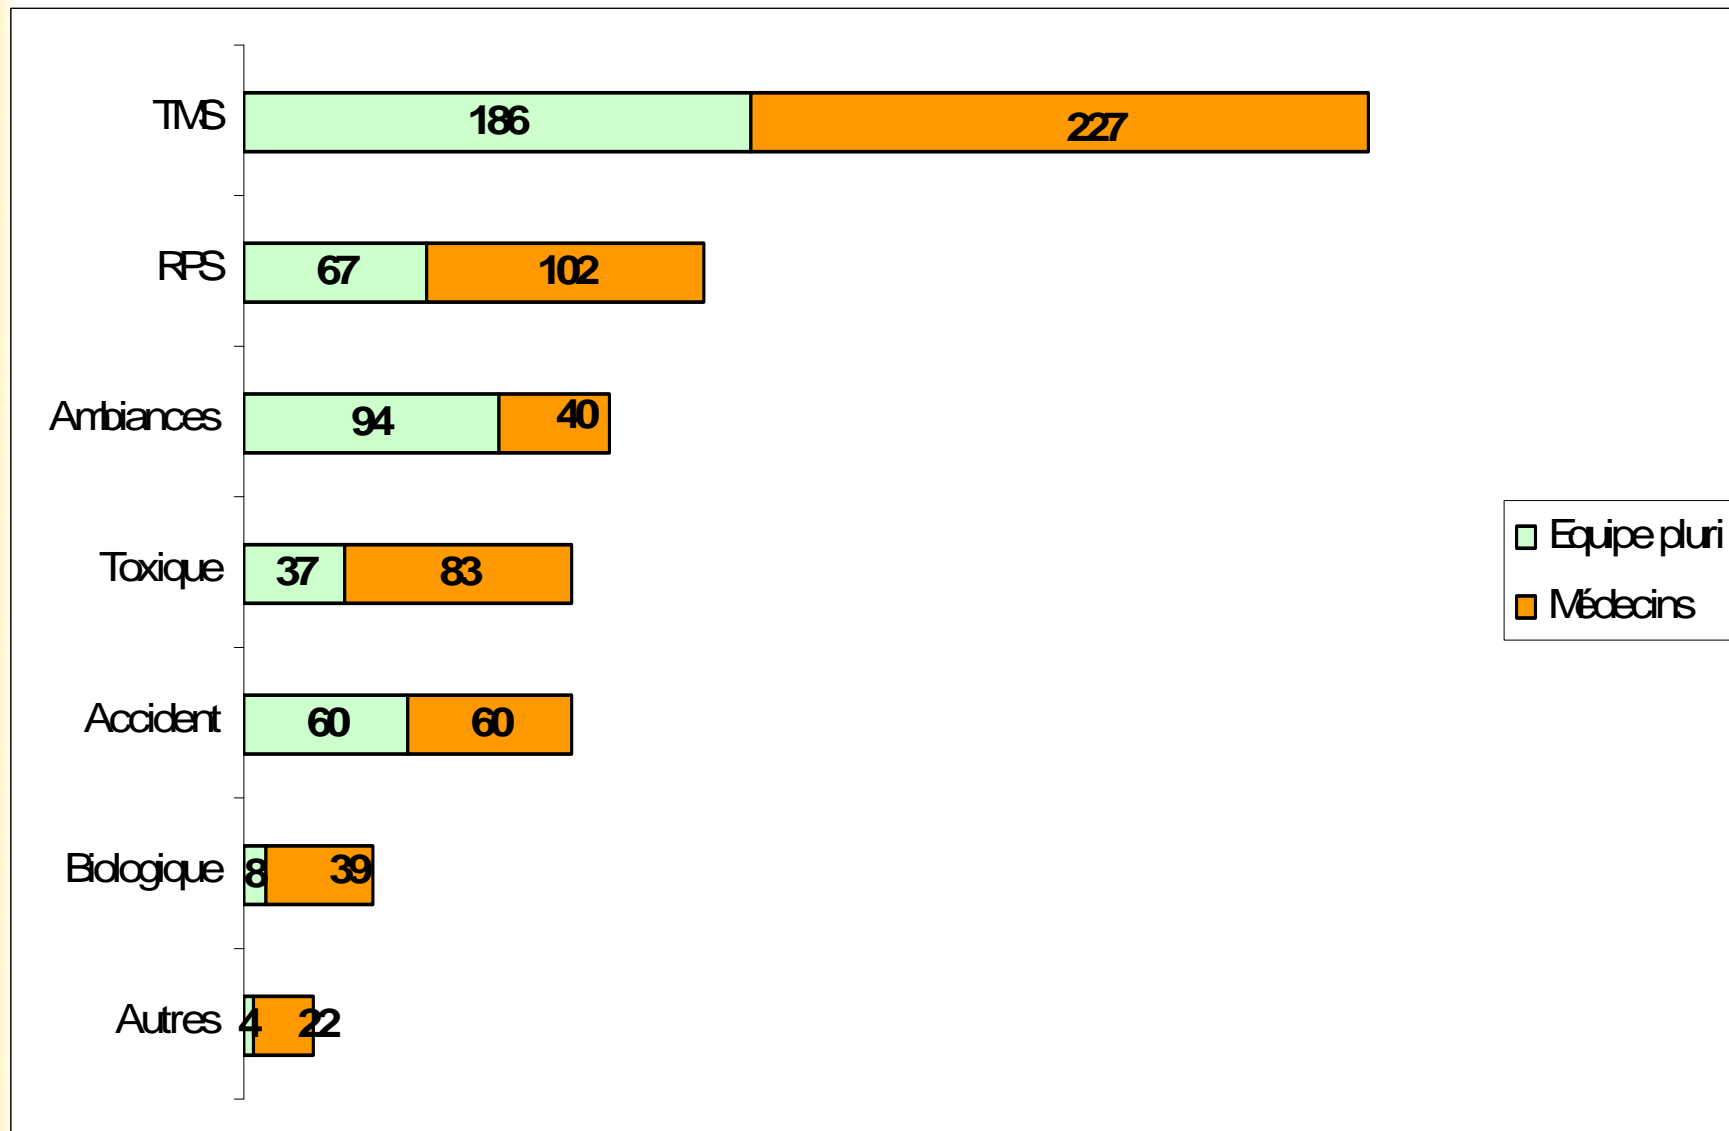 TMS 186 227
RPS 67 102
Ambiances 94 40
Toxique 37 83
Accident 60 60
Biologique 8 39
Autres 4 22
Equipe pluri
Médecins